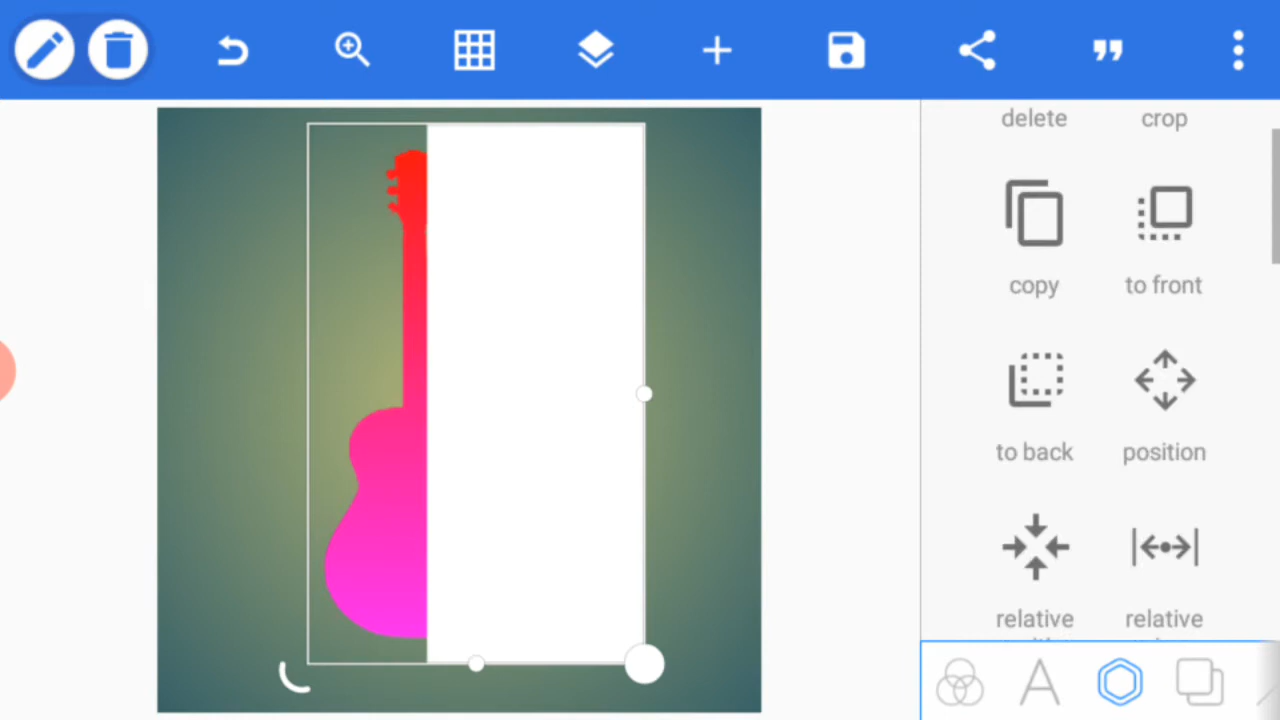 delete crop
copy to front
to back position
relative relative